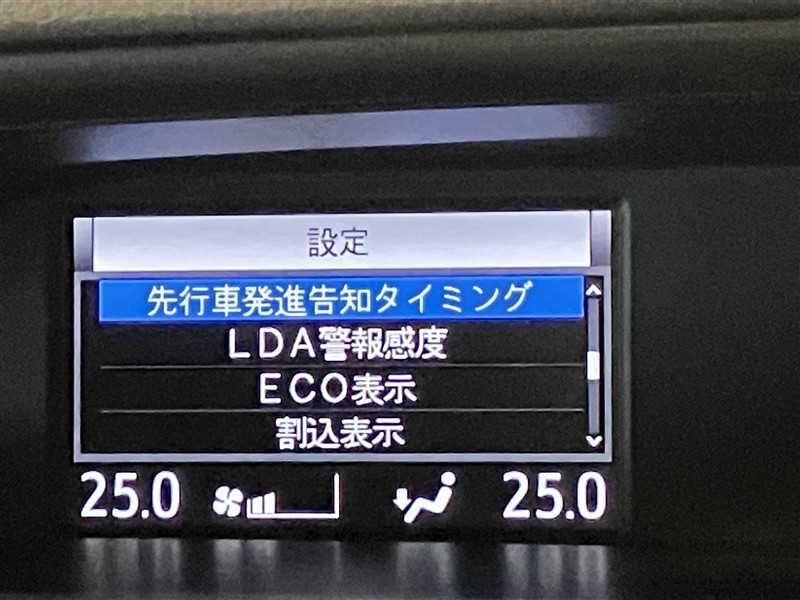 設定
先行車発進告知タイミング
LDA警報感度
ECO表示
割込表示
25.0 25.0